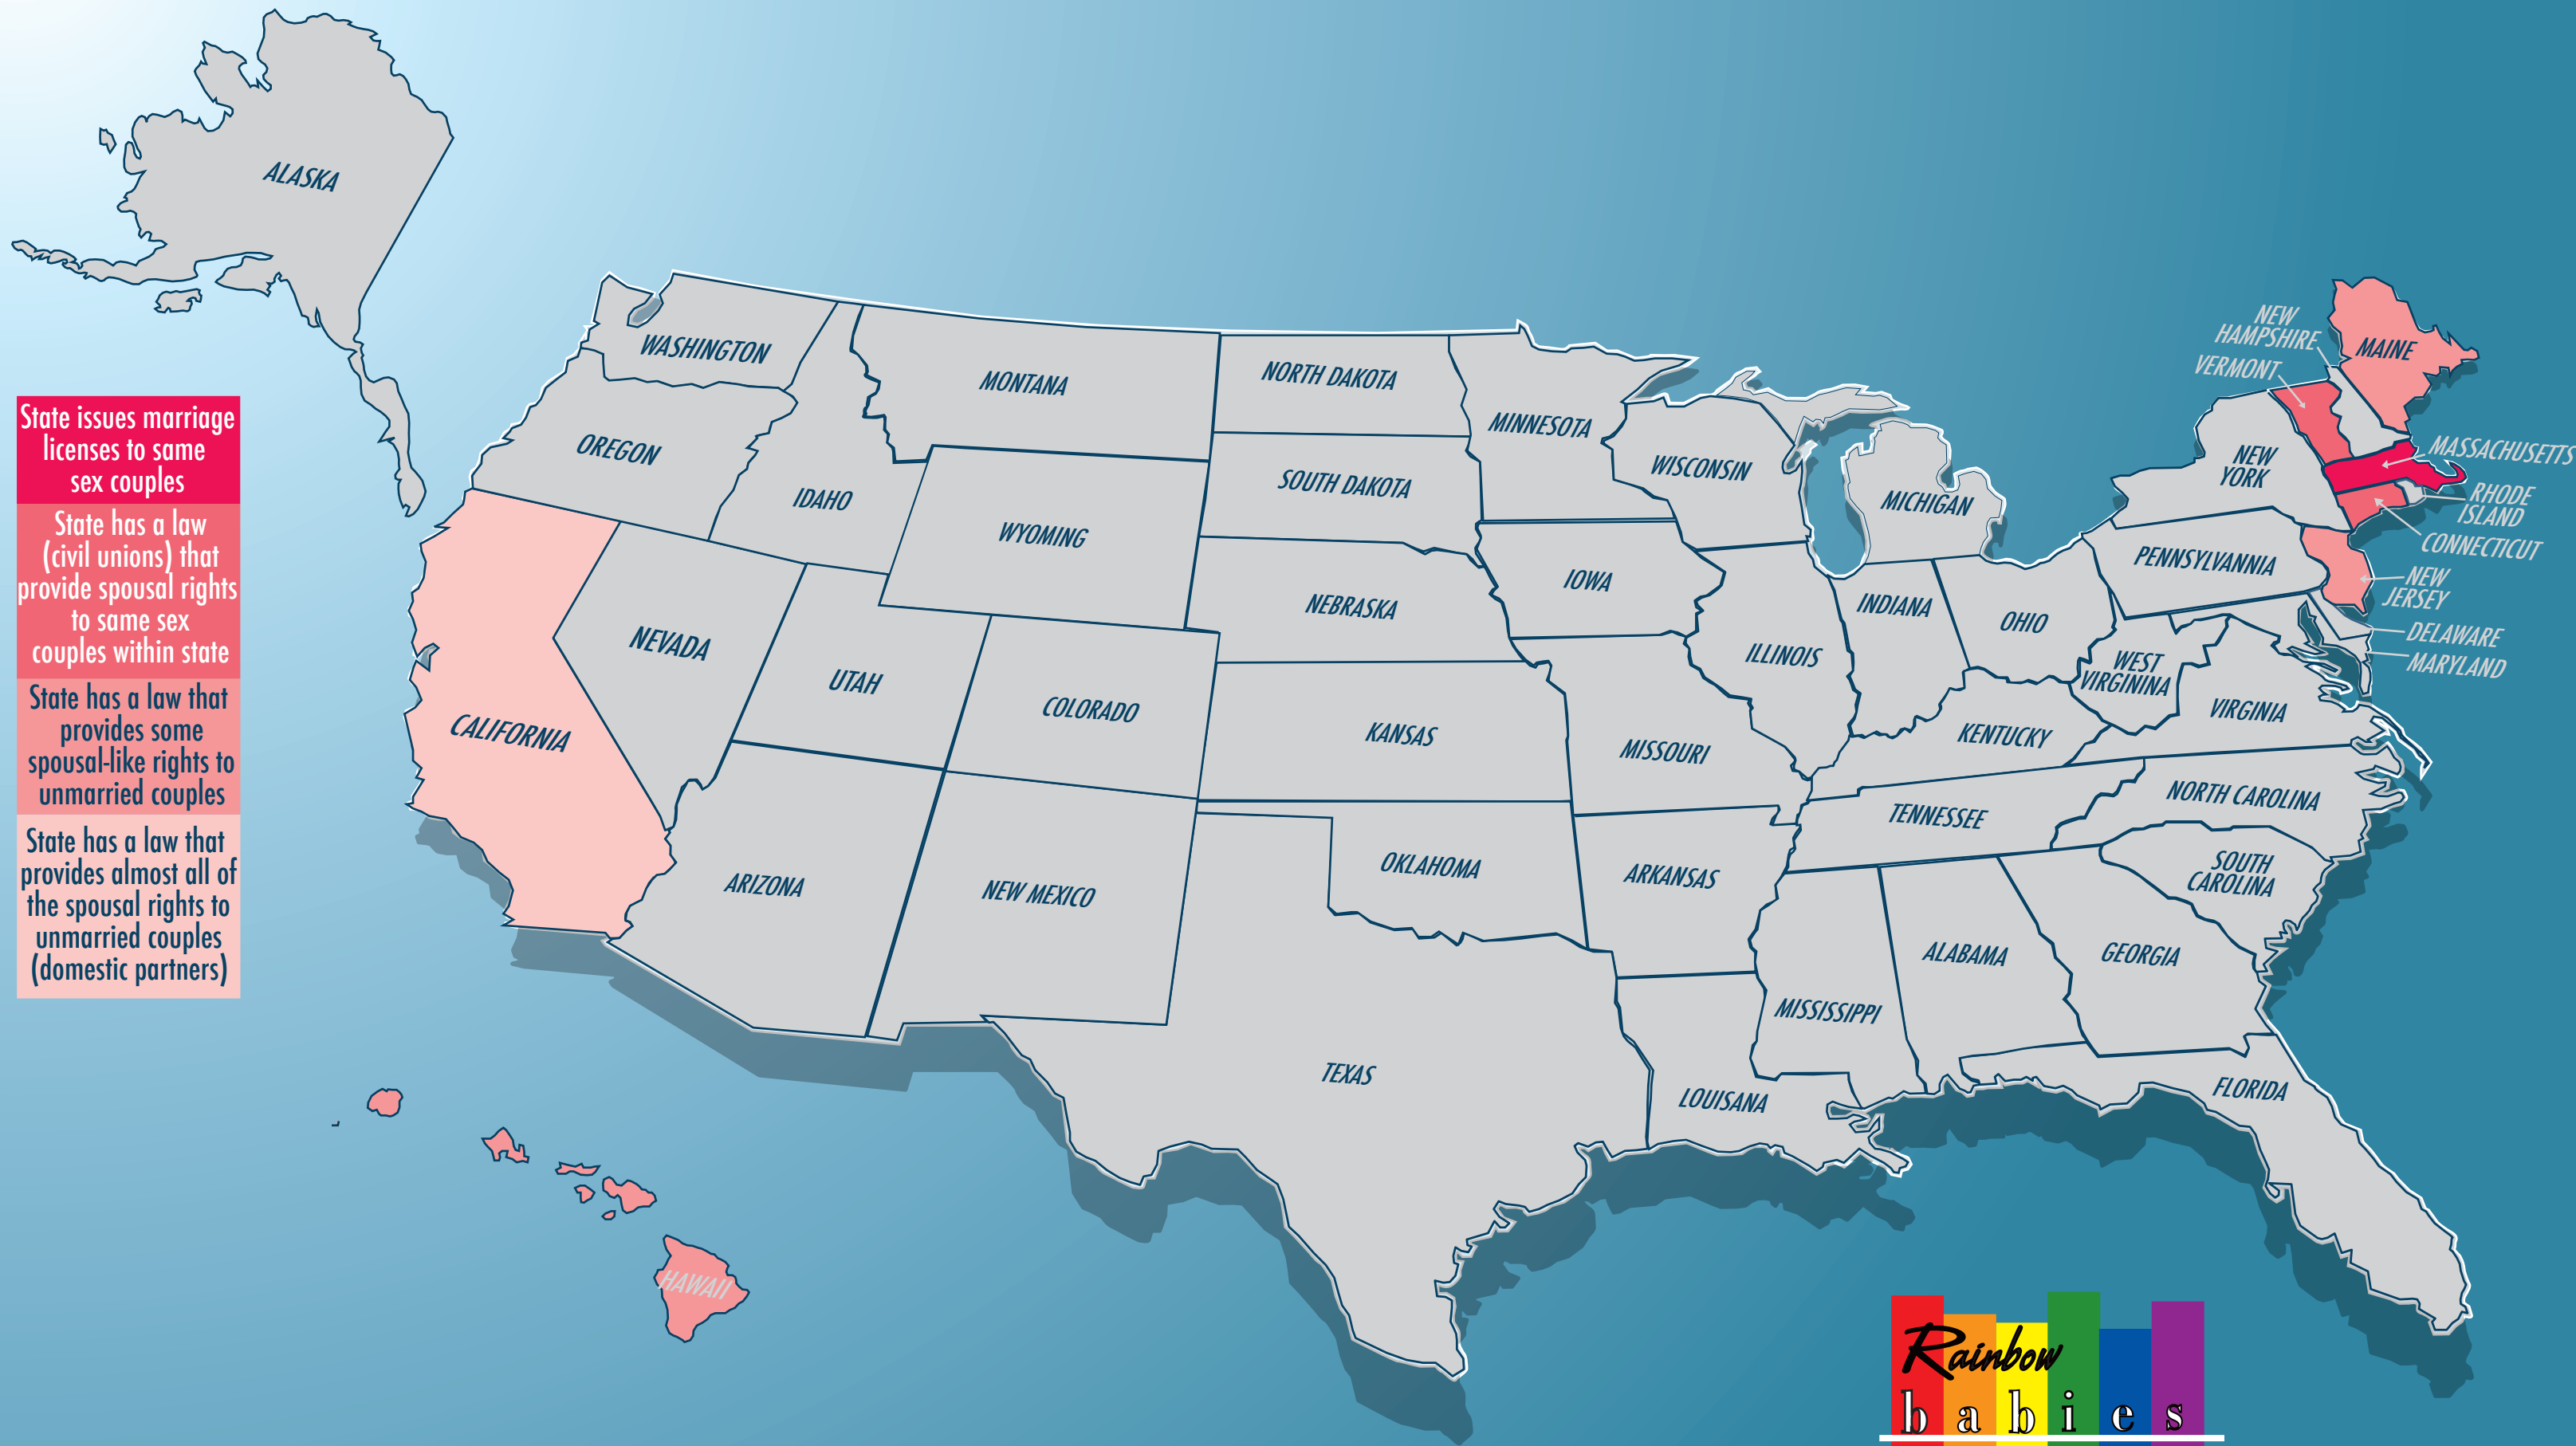 ALASKA
WASHINGTON
MONTANA
NORTH DAKOTA
MINNESOTA
NEW
HAMPSHIRE
VERMONT
MAINE
State issues marriage
licenses to same
sex couples
State has a law
(civil unions) that
provide spousal rights
to same sex
couples within state
State has a law that
provides some
spousal-like rights to
unmarried couples
State has a law that
provides almost all of
the spousal rights to
unmarried couples
(domestic partners)
OREGON
IDAHO
WYOMING
SOUTH DAKOTA
WISCONSIN
MICHIGAN
NEW
YORK
MASSACHUSETTS
RHODE
ISLAND
CONNECTICUT
NEW
JERSEY
DELAWARE
MARYLAND
PENNSYLVANNIA
NEVADA
UTAH
COLORADO
NEBRASKA
IOWA
ILLINOIS
INDIANA
OHIO
WEST
VIRGININA
VIRGINIA
CALIFORNIA
KANSAS
MISSOURI
KENTUCKY
TENNESSEE
NORTH CAROLINA
SOUTH
CAROLINA
ARIZONA
NEW MEXICO
OKLAHOMA
ARKANSAS
MISSISSIPPI
ALABAMA
GEORGIA
TEXAS
LOUISANA
FLORIDA
HAWAII
Rainbow
babies